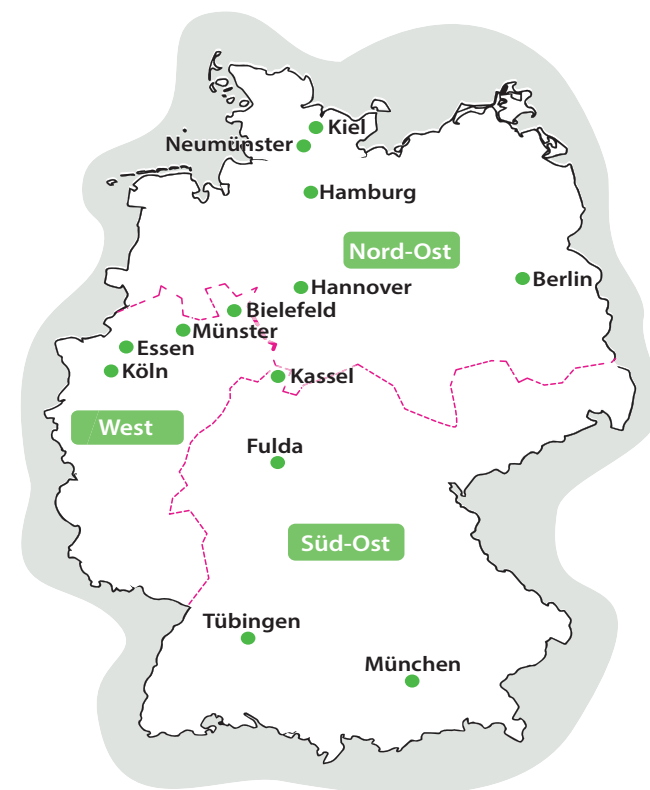 Kiel
Neumünster
Hamburg
Nord-Ost
Berlin
Hannover
Bielefeld
Münster
Essen
Köln
Kassel
West
Fulda
Süd-Ost
Tübingen
München